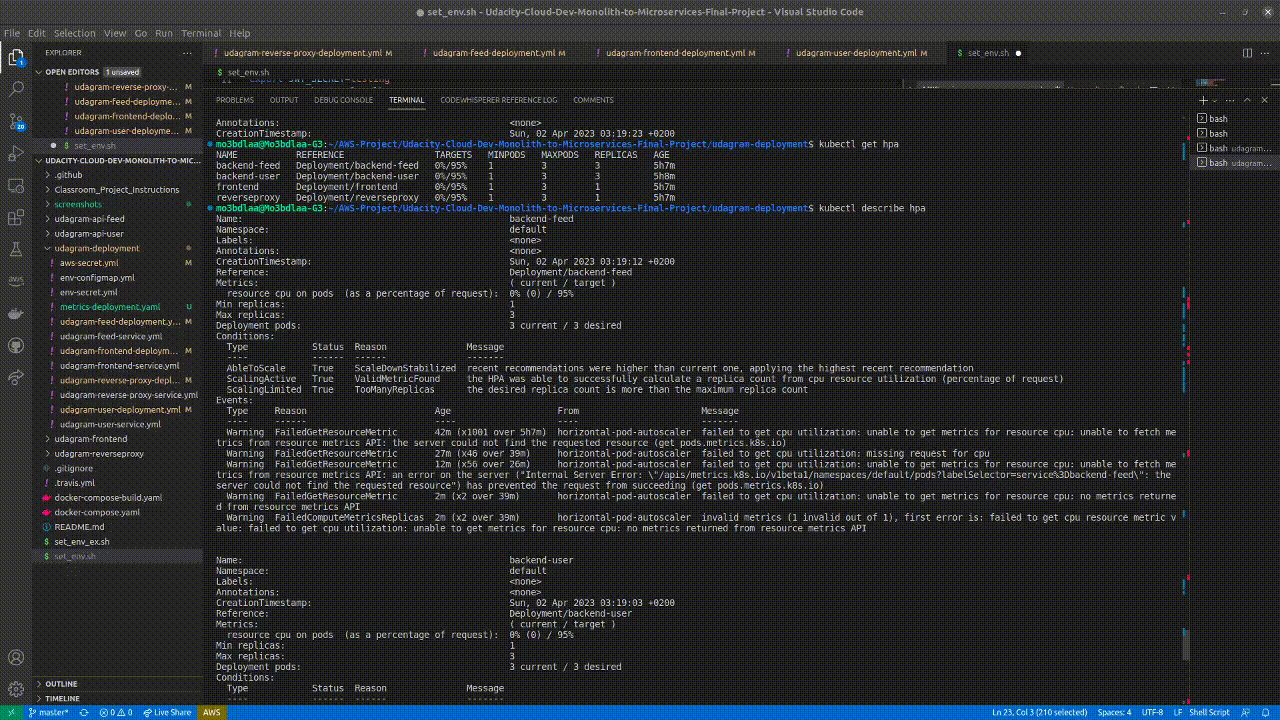 set_env.sh - Udacity-Cloud-Dev-Monolith-to-Microservices-Final-Project - Visual Studio Code
File Edit Selection View Go Run Terminal Help
EXPLORER
OPEN EDITORS 1 unsaved
udagram-reverse-proxy-... M
udagram-feed-deployme... M
udagram-frontend-deplo... M
udagram-user-deployme... M
set_env.sh
UDACITY-CLOUD-DEV-MONOLITH-TO-MIC...
.github
Classroom_Project_Instructions
screenshots
udagram-api-feed
udagram-api-user
udagram-deployment
aws-secret.yml M
env-configmap.yml
env-secret.yml
metrics-deployment.yaml U
udagram-feed-deployment.y... M
udagram-feed-service.yml
udagram-frontend-deploym... M
udagram-frontend-service.yml
udagram-reverse-proxy-depl... M
udagram-reverse-proxy-service.yml
udagram-user-deployment.yml M
udagram-user-service.yml
udagram-frontend
udagram-reverseproxy
.gitignore
.travis.yml
docker-compose-build.yaml
docker-compose.yaml
README.md
set_env_ex.sh
set_env.sh
OUTLINE
TIMELINE
udagram-reverse-proxy-deployment.yml M udagram-feed-deployment.yml M udagram-frontend-deployment.yml M udagram-user-deployment.yml M set_env.sh
set_env.sh
PROBLEMS OUTPUT DEBUG CONSOLE TERMINAL CODEWHISPERER REFERENCE LOG COMMENTS
Annotations: <none>
CreationTimestamp: Sun, 02 Apr 2023 03:19:23 +0200
mo3bdlaa@Mo3bdlaa-G3:~/AWS-Project/Udacity-Cloud-Dev-Monolith-to-Microservices-Final-Project/udagram-deployment$ kubectl get hpa
NAME REFERENCE TARGETS MINPODS MAXPODS REPLICAS AGE
backend-feed Deployment/backend-feed 0%/95% 1 3 3 5h7m
backend-user Deployment/backend-user 0%/95% 1 3 3 5h8m
frontend Deployment/frontend 0%/95% 1 3 1 5h7m
reverseproxy Deployment/reverseproxy 0%/95% 1 3 1 5h7m
mo3bdlaa@Mo3bdlaa-G3:~/AWS-Project/Udacity-Cloud-Dev-Monolith-to-Microservices-Final-Project/udagram-deployment$ kubectl describe hpa
Name: backend-feed
Namespace: default
Labels: <none>
Annotations: <none>
CreationTimestamp: Sun, 02 Apr 2023 03:19:12 +0200
Reference: Deployment/backend-feed
Metrics: ( current / target )
resource cpu on pods (as a percentage of request): 0% (0) / 95%
Min replicas: 1
Max replicas: 3
Deployment pods: 3 current / 3 desired
Conditions:
Type Status Reason Message
---- ------ ------ -------
AbleToScale True ScaleDownStabilized recent recommendations were higher than current one, applying the highest recent recommendation
ScalingActive True ValidMetricFound the HPA was able to successfully calculate a replica count from cpu resource utilization (percentage of request)
ScalingLimited True TooManyReplicas the desired replica count is more than the maximum replica count
Events:
Type Reason Age From Message
---- ------ ---- ---- -------
Warning FailedGetResourceMetric 42m (x1001 over 5h7m) horizontal-pod-autoscaler failed to get cpu utilization: unable to get metrics for resource cpu: unable to fetch me
trics from resource metrics API: the server could not find the requested resource (get pods.metrics.k8s.io)
Warning FailedGetResourceMetric 27m (x46 over 39m) horizontal-pod-autoscaler failed to get cpu utilization: missing request for cpu
Warning FailedGetResourceMetric 12m (x56 over 26m) horizontal-pod-autoscaler failed to get cpu utilization: unable to get metrics for resource cpu: unable to fetch me
trics from resource metrics API: an error on the server ("Internal Server Error: \"/apis/metrics.k8s.io/v1beta1/namespaces/default/pods?labelSelector=service%3Dbackend-feed\": the
server could not find the requested resource") has prevented the request from succeeding (get pods.metrics.k8s.io)
Warning FailedGetResourceMetric 2m (x2 over 39m) horizontal-pod-autoscaler failed to get cpu utilization: unable to get metrics for resource cpu: no metrics returne
d from resource metrics API
Warning FailedComputeMetricsReplicas 2m (x2 over 39m) horizontal-pod-autoscaler invalid metrics (1 invalid out of 1), first error is: failed to get cpu resource metric v
alue: failed to get cpu utilization: unable to get metrics for resource cpu: no metrics returned from resource metrics API
Name: backend-user
Namespace: default
Labels: <none>
Annotations: <none>
CreationTimestamp: Sun, 02 Apr 2023 03:19:03 +0200
Reference: Deployment/backend-user
Metrics: ( current / target )
resource cpu on pods (as a percentage of request): 0% (0) / 95%
Min replicas: 1
Max replicas: 3
Deployment pods: 3 current / 3 desired
Conditions:
Type Status Reason Message
---- ------ ------ -------
bash
bash
bash udagram...
bash udagram...
master* 0 0 Live Share AWS Ln 23, Col 3 (210 selected) Spaces: 4 UTF-8 LF Shell Script